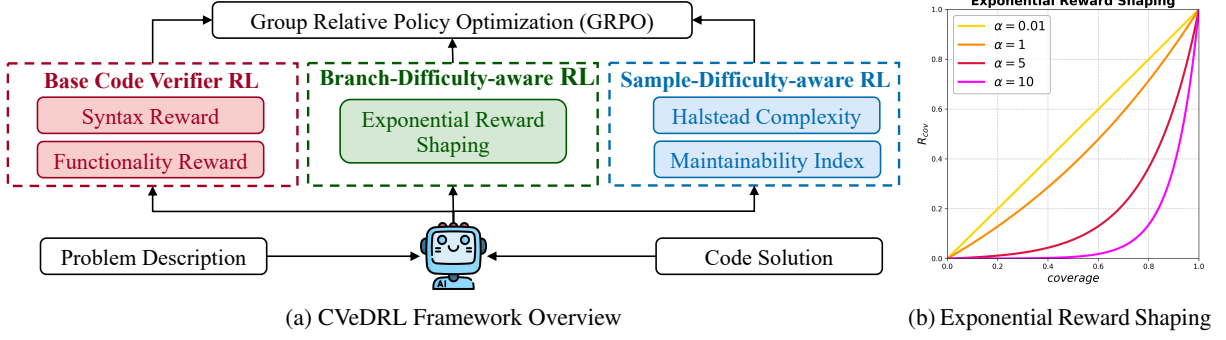 Group Relative Policy Optimization (GRPO)
Base Code Verifier RL
Syntax Reward
Functionality Reward
Branch-Difficulty-aware RL
Exponential Reward
Shaping
Sample-Difficulty-aware RL
Halstead Complexity
Maintainability Index
Problem Description
AI
Code Solution
(a) CVeDRL Framework Overview
Exponential Reward Shaping
α = 0.01
α = 1
α = 5
α = 10
1.0
0.8
0.6
0.4
0.2
0.0
R_cov
0.0 0.2 0.4 0.6 0.8 1.0
coverage
(b) Exponential Reward Shaping